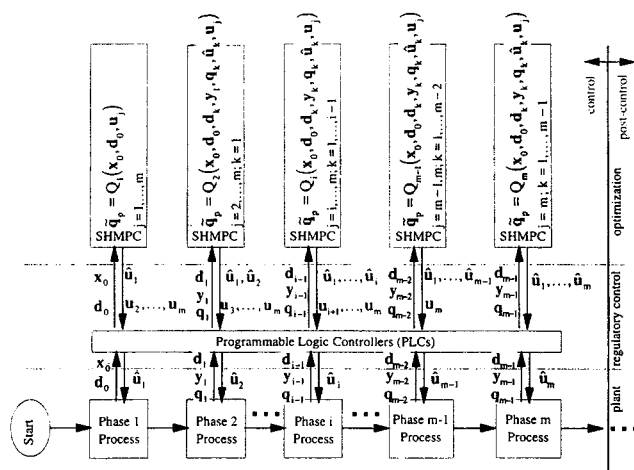 q̃ₚ = Q₁(x₀, d₀, uⱼ)
j = 1,...,m
SHMPC
q̃ₚ = Q₂(x₀, d₀, dₖ, y₁, qₖ, ûₖ, uⱼ)
j = 2,...,m; k = 1
SHMPC
q̃ₚ = Qᵢ(x₀, d₀, dₖ, yₖ, qₖ, ûₖ, uⱼ)
j = i,...,m; k = 1,...,i−1
SHMPC
q̃ₚ = Qₘ₋₁(x₀, d₀, dₖ, yₖ, qₖ, ûₖ, uⱼ)
j = m−1,m; k = 1,...,m−2
SHMPC
q̃ₚ = Qₘ(x₀, d₀, dₖ, yₖ, qₖ, ûₖ, uⱼ)
j = m; k = 1,...,m−1
SHMPC
control
post-control
optimization
x₀ û₁
d₀ u₂,...,uₘ
d₁ û₁,û₂
y₁
q₁ u₃,...,uₘ
dᵢ₋₁ û₁,...,ûᵢ
yᵢ₋₁
qᵢ₋₁ uᵢ₊₁,...,uₘ
dₘ₋₂ û₁,...,ûₘ₋₁
yₘ₋₂
qₘ₋₂ uₘ
dₘ₋₁ û₁,...,ûₘ
yₘ₋₁
qₘ₋₁
regulatory control
Programmable Logic Controllers (PLCs)
x₀
d₀ û₁
d₁
y₁ û₂
q₁
dᵢ₋₁
yᵢ₋₁ ûᵢ
qᵢ₋₁
dₘ₋₂
yₘ₋₂ ûₘ₋₁
qₘ₋₂
dₘ₋₁
yₘ₋₁ ûₘ
qₘ₋₁
plant
Start
Phase 1
Process
Phase 2
Process
Phase i
Process
Phase m-1
Process
Phase m
Process